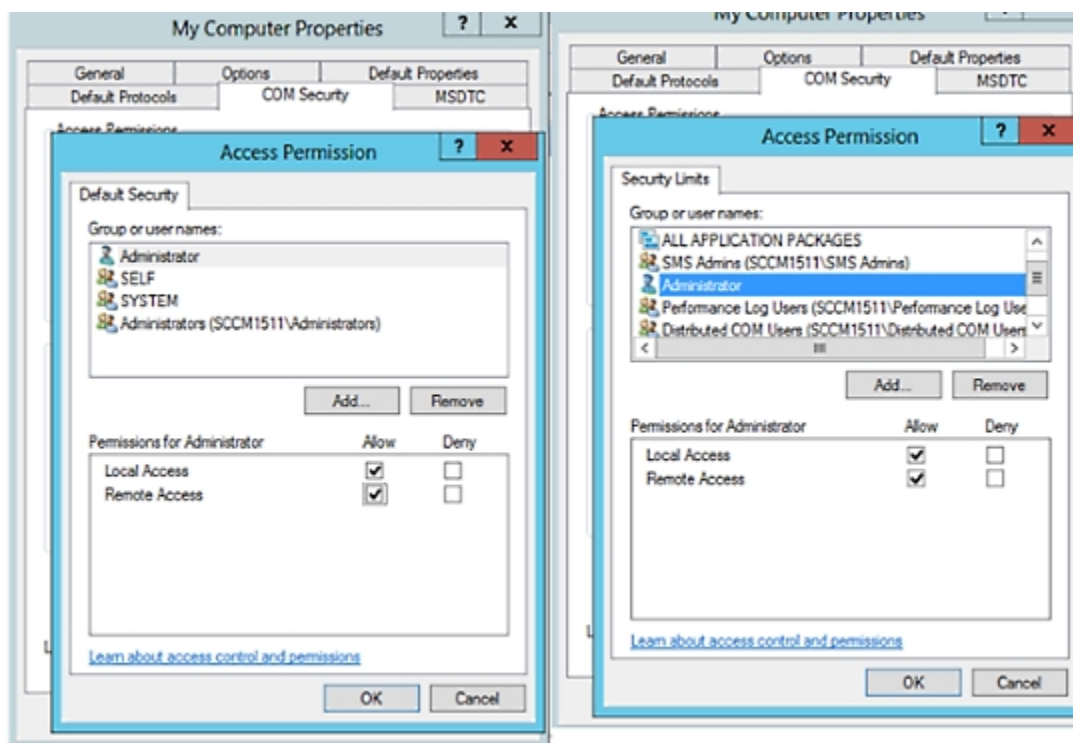 My Computer Properties
?
x
General
Options
Default Properties
Default Protocols
COM Security
MSDTC
Access Permissions
Access Permission
?
x
Default Security
Group or user names:
Administrator
SELF
SYSTEM
Administrators (SCCM1511\Administrators)
Add...
Remove
Permissions for Administrator
Allow
Deny
Local Access
Remote Access
Learn about access control and permissions
OK
Cancel
My Computer Properties
General
Options
Default Properties
Default Protocols
COM Security
MSDTC
Access Permissions
Access Permission
?
x
Security Limits
Group or user names:
ALL APPLICATION PACKAGES
SMS Admins (SCCM1511\SMS Admins)
Administrator
Performance Log Users (SCCM1511\Performance Log Use
Distributed COM Users (SCCM1511\Distributed COM Users
Add...
Remove
Permissions for Administrator
Allow
Deny
Local Access
Remote Access
Learn about access control and permissions
OK
Cancel